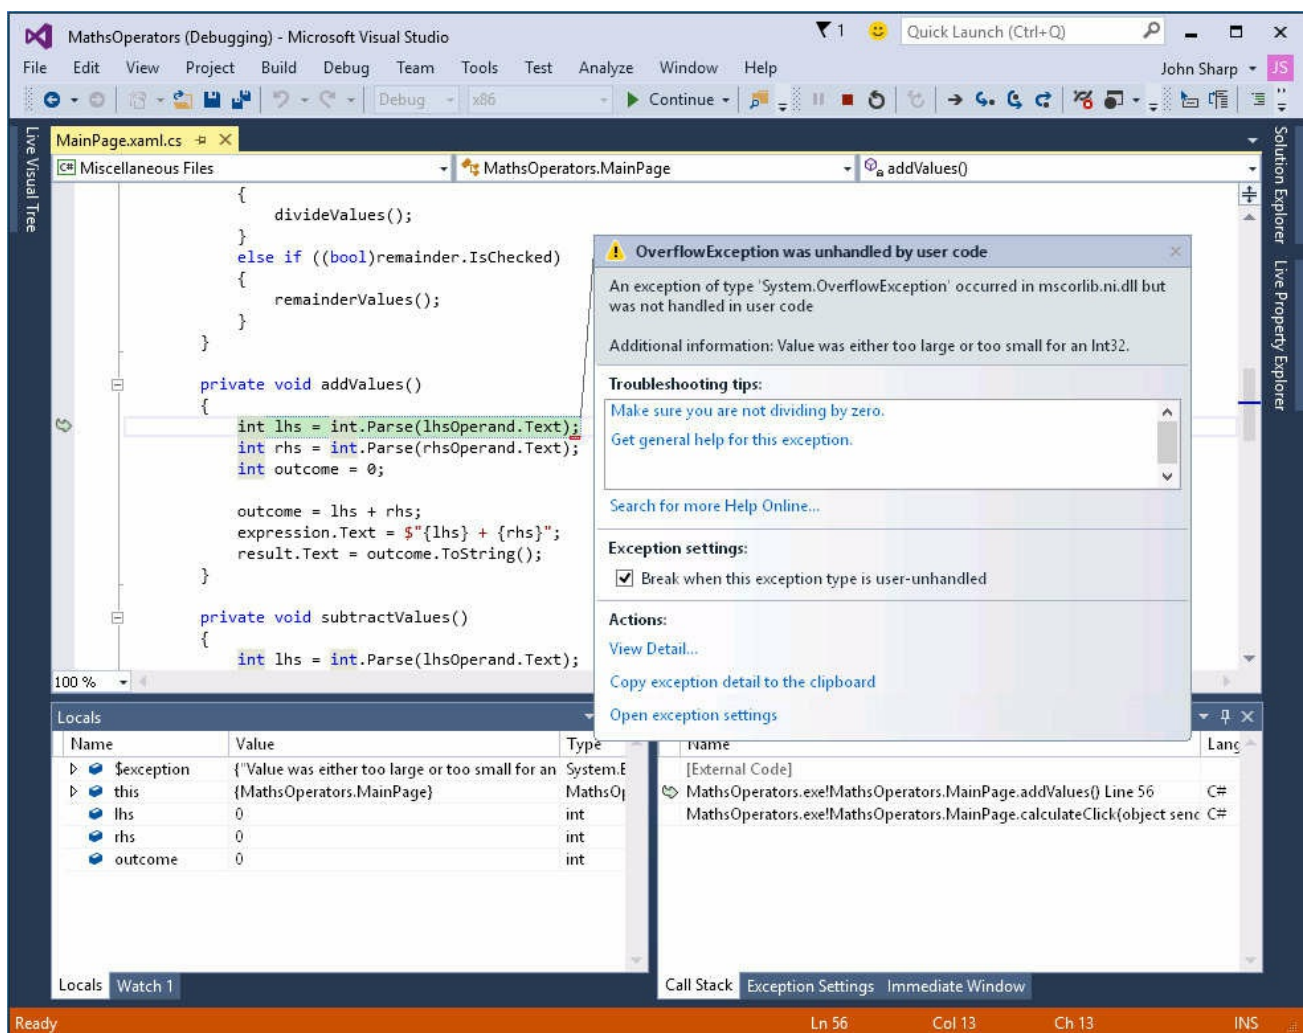 MathsOperators (Debugging) - Microsoft Visual Studio
1
Quick Launch (Ctrl+Q)
File Edit View Project Build Debug Team Tools Test Analyze Window Help
John Sharp JS
Debug x86 Continue
Live Visual Tree
MainPage.xaml.cs
C# Miscellaneous Files
MathsOperators.MainPage
addValues()
Solution Explorer
Live Property Explorer
{
divideValues();
}
else if ((bool)remainder.IsChecked)
{
remainderValues();
}
}
private void addValues()
{
int lhs = int.Parse(lhsOperand.Text);
int rhs = int.Parse(rhsOperand.Text);
int outcome = 0;
outcome = lhs + rhs;
expression.Text = $"{lhs} + {rhs}";
result.Text = outcome.ToString();
}
private void subtractValues()
{
int lhs = int.Parse(lhsOperand.Text);
100 %
OverflowException was unhandled by user code
An exception of type 'System.OverflowException' occurred in mscorlib.ni.dll but
was not handled in user code
Additional information: Value was either too large or too small for an Int32.
Troubleshooting tips:
Make sure you are not dividing by zero.
Get general help for this exception.
Search for more Help Online...
Exception settings:
Break when this exception type is user-unhandled
Actions:
View Detail...
Copy exception detail to the clipboard
Open exception settings
Locals
Name Value Type
$exception {"Value was either too large or too small for an System.E
this {MathsOperators.MainPage} MathsOp
lhs 0 int
rhs 0 int
outcome 0 int
Locals Watch 1
Name Lang
[External Code]
MathsOperators.exe!MathsOperators.MainPage.addValues() Line 56 C#
MathsOperators.exe!MathsOperators.MainPage.calculateClick(object senc C#
Call Stack Exception Settings Immediate Window
Ready Ln 56 Col 13 Ch 13 INS